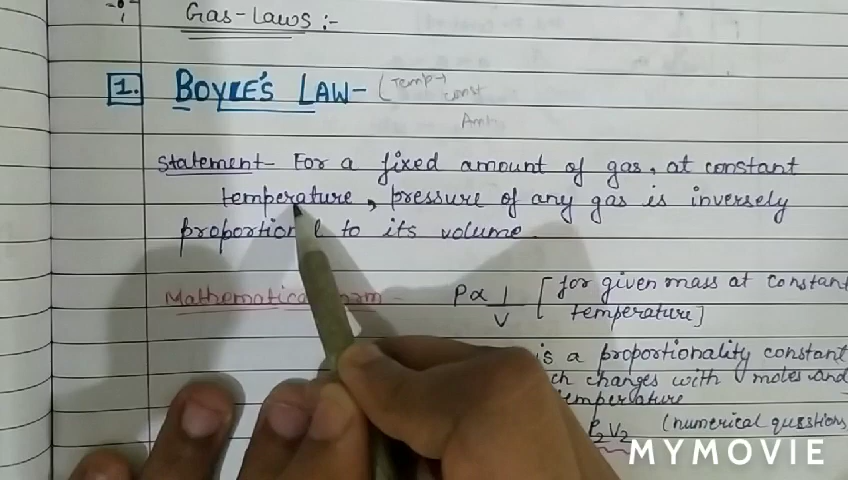 Gas-Laws :-
1. BOYLE'S LAW- (Temp→
const
Statement- For a fixed amount of gas, at constant
temperature, pressure of any gas is inversely
to its volume.
P∝ 1/V [for given mass at constant
temperature]
is a proportionality constant
changes with moles and
temperature
P₂V₂ (numerical questions
MYMOVIE